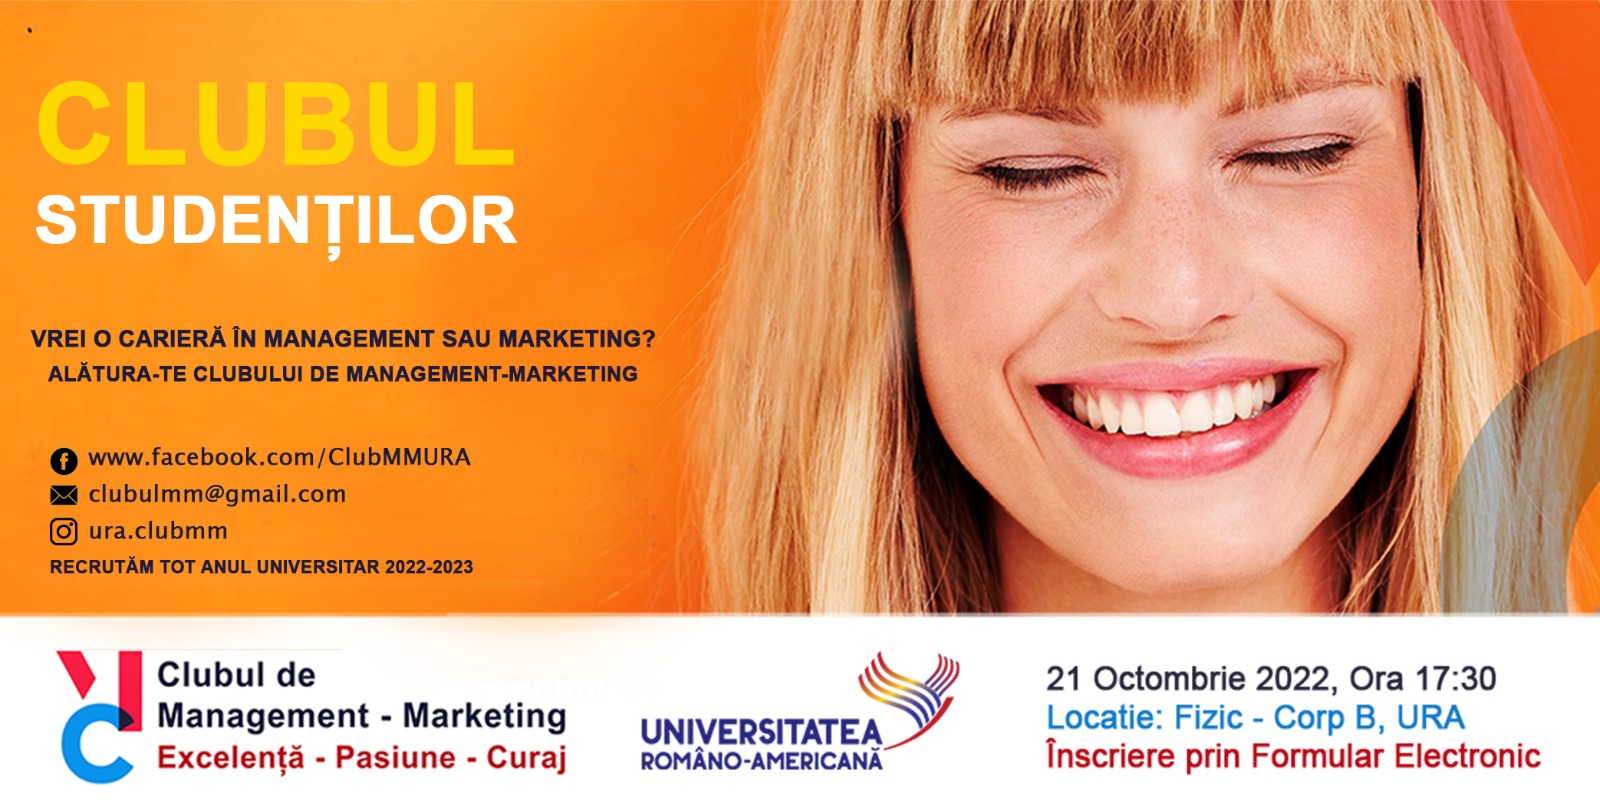 CLUBUL
STUDENȚILOR
VREI O CARIERĂ ÎN MANAGEMENT SAU MARKETING?
ALĂTURA-TE CLUBULUI DE MANAGEMENT-MARKETING
www.facebook.com/ClubMMURA
clubulmm@gmail.com
ura.clubmm
RECRUTĂM TOT ANUL UNIVERSITAR 2022-2023
Clubul de
Management - Marketing
Excelență - Pasiune - Curaj
UNIVERSITATEA
ROMÂNO-AMERICANĂ
21 Octombrie 2022, Ora 17:30
Locatie: Fizic - Corp B, URA
Înscriere prin Formular Electronic